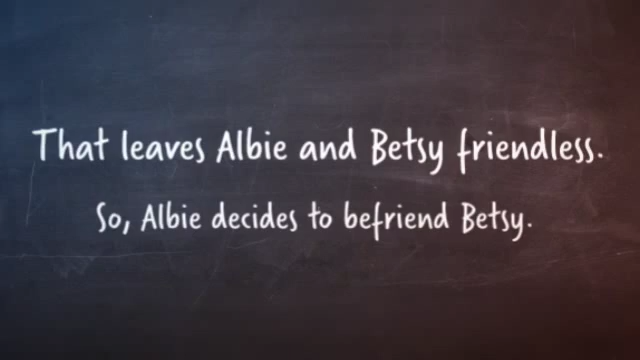 That leaves Albie and Betsy friendless.
So, Albie decides to befriend Betsy.